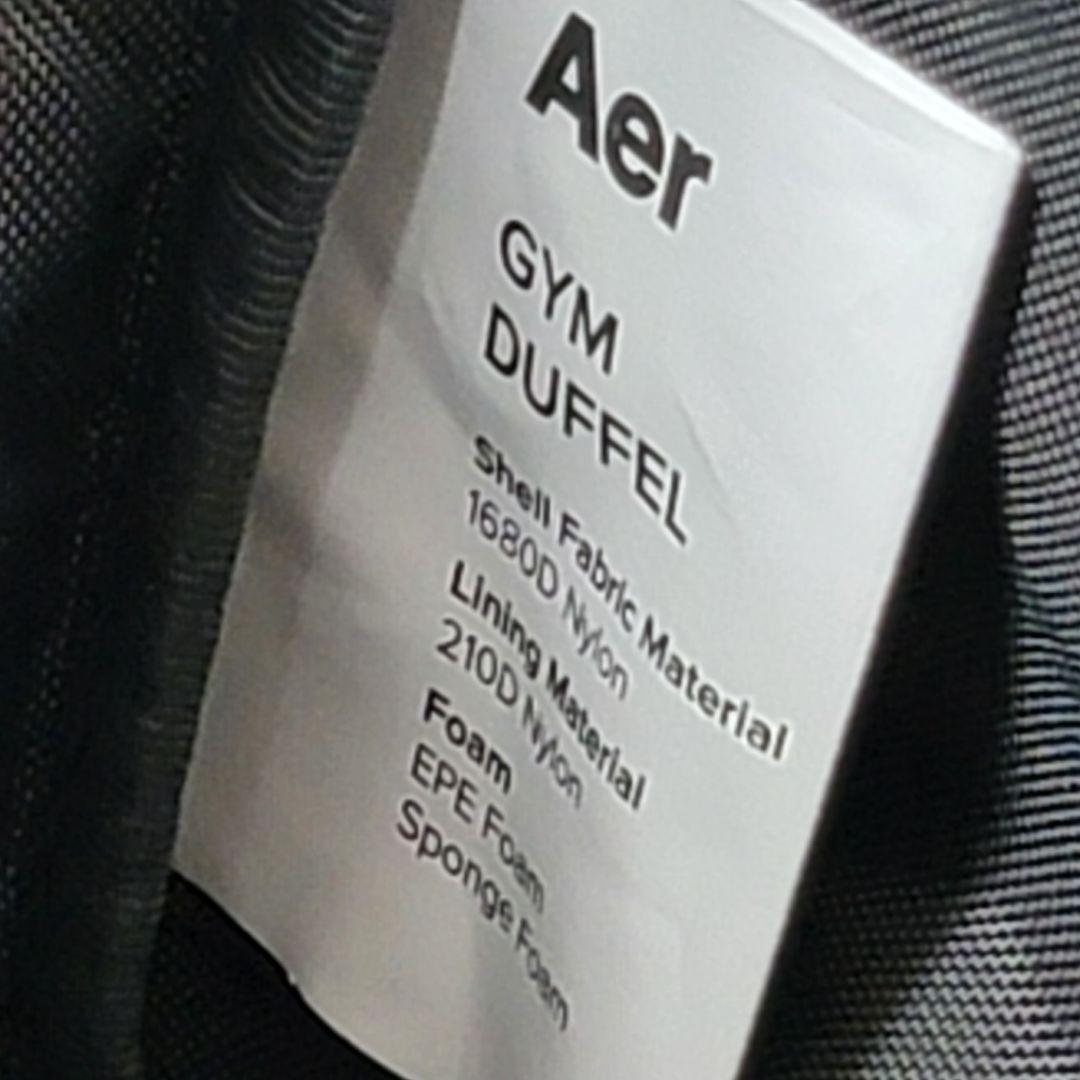 Aer
GYM
DUFFEL
Shell Fabric Material
1680D Nylon
Lining Material
210D Nylon
Foam
EPE Foam
Sponge Foam